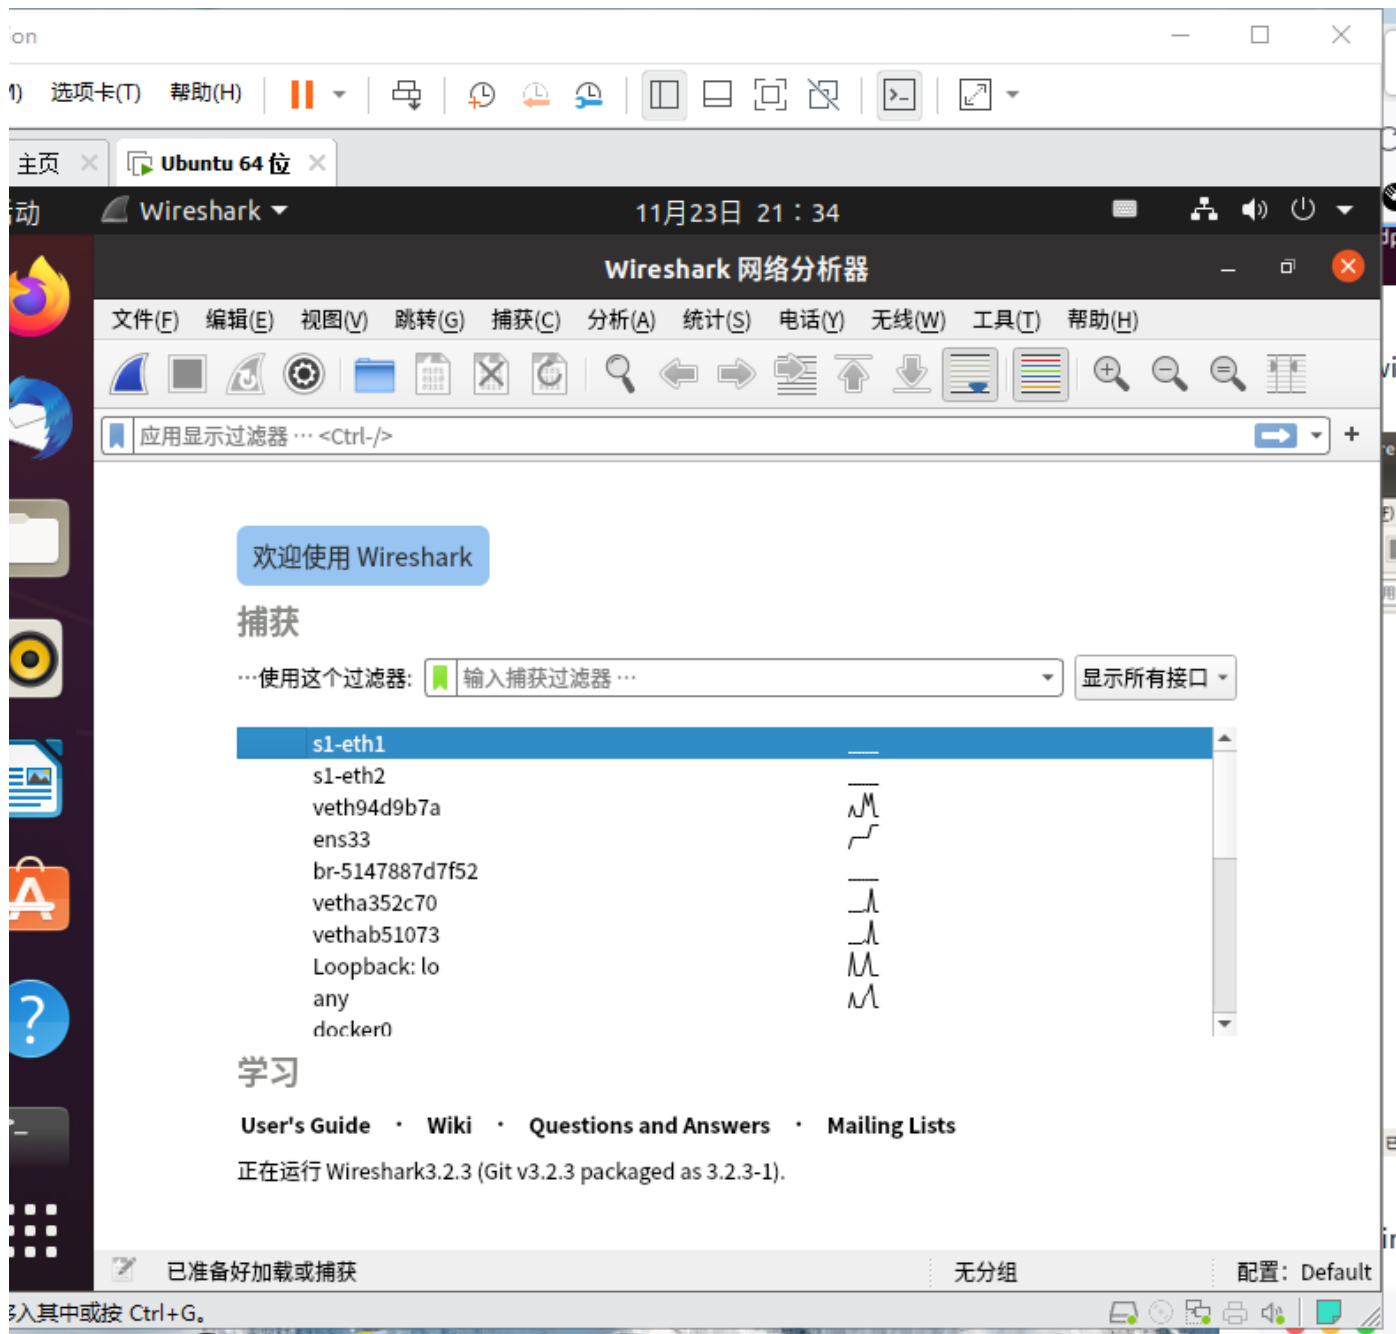 on
选项卡(T) 帮助(H)
主页 Ubuntu 64 位
动 Wireshark 11月23日 21：34
Wireshark 网络分析器
文件(F) 编辑(E) 视图(V) 跳转(G) 捕获(C) 分析(A) 统计(S) 电话(Y) 无线(W) 工具(T) 帮助(H)
应用显示过滤器 … <Ctrl-/>
欢迎使用 Wireshark
捕获
…使用这个过滤器: 输入捕获过滤器 … 显示所有接口
s1-eth1
s1-eth2
veth94d9b7a
ens33
br-5147887d7f52
vetha352c70
vethab51073
Loopback: lo
any
docker0
学习
User's Guide · Wiki · Questions and Answers · Mailing Lists
正在运行 Wireshark3.2.3 (Git v3.2.3 packaged as 3.2.3-1).
已准备好加载或捕获 无分组 配置：Default
入其中或按 Ctrl+G。